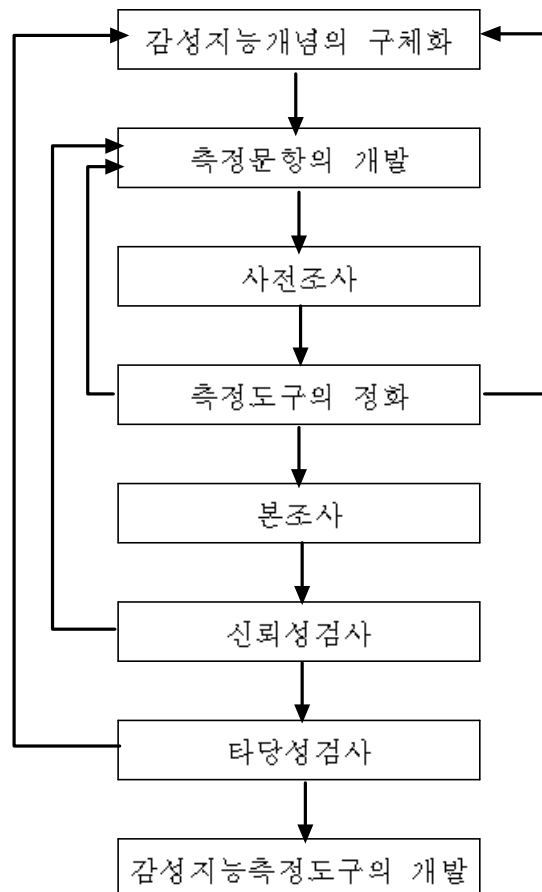 감성지능개념의 구체화
측정문항의 개발
사전조사
측정도구의 정화
본조사
신뢰성검사
타당성검사
감성지능측정도구의 개발